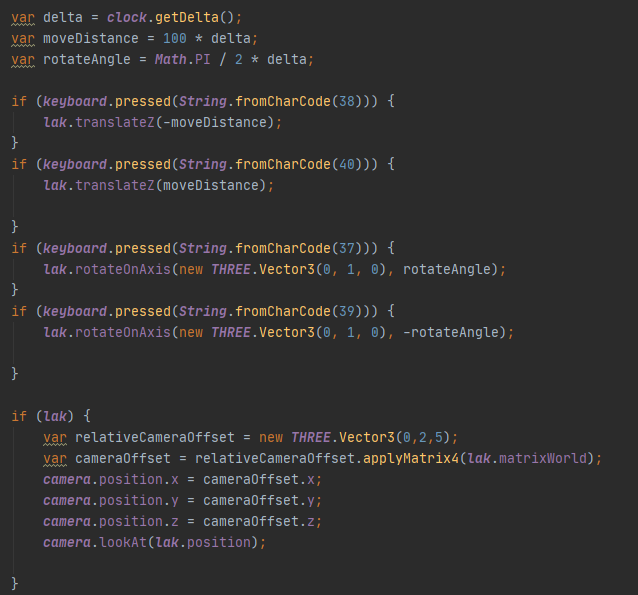 var delta = clock.getDelta();
var moveDistance = 100 * delta;
var rotateAngle = Math.PI / 2 * delta;
if (keyboard.pressed(String.fromCharCode(38))) {
lak.translateZ(-moveDistance);
}
if (keyboard.pressed(String.fromCharCode(40))) {
lak.translateZ(moveDistance);
}
if (keyboard.pressed(String.fromCharCode(37))) {
lak.rotateOnAxis(new THREE.Vector3(0, 1, 0), rotateAngle);
}
if (keyboard.pressed(String.fromCharCode(39))) {
lak.rotateOnAxis(new THREE.Vector3(0, 1, 0), -rotateAngle);
}
if (lak) {
var relativeCameraOffset = new THREE.Vector3(0,2,5);
var cameraOffset = relativeCameraOffset.applyMatrix4(lak.matrixWorld);
camera.position.x = cameraOffset.x;
camera.position.y = cameraOffset.y;
camera.position.z = cameraOffset.z;
camera.lookAt(lak.position);
}